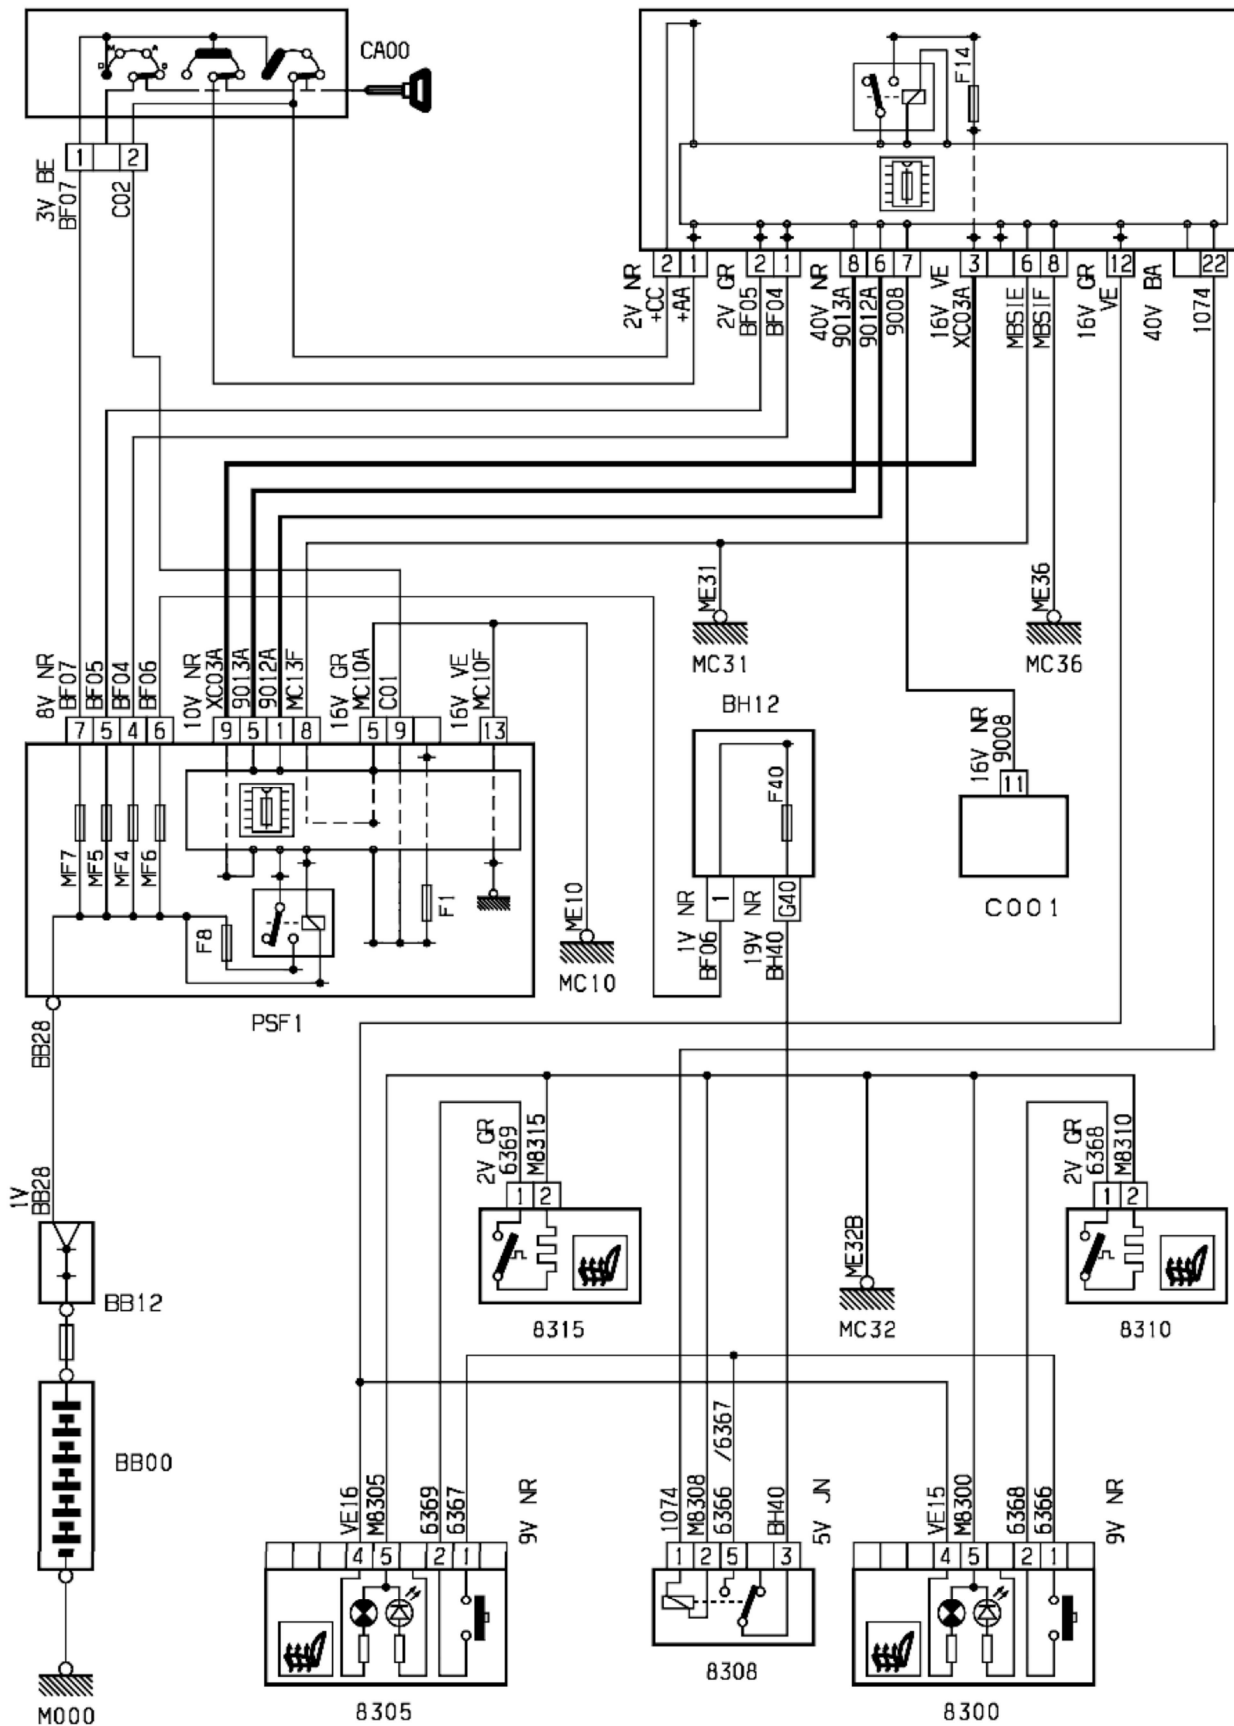 M A
D D
CA00
F14
1 2
3V BE
BF07
C02
2 1 2 1 8 6 7 3 6 8 12 22
2V NR
+CC
+AA
2V GR
BF05
BF04
40V NR
9013A
9012A
9008
16V VE
XC03A
MBSIE
MBSIF
16V GR
VE
40V BA
1074
ME31
MC31
ME36
MC36
8V NR
BF07
BF05
BF04
BF06
10V NR
XC03A
9013A
9012A
MC13F
16V GR
MC10A
C01
16V VE
MC10F
7 5 4 6 9 5 1 8 5 9 13
BH12
F40
1 G40
1V NR
BF06
19V NR
BH40
16V NR
9008
11
C001
MF7
MF5
MF4
MF6
F8
F1
ME10
MC10
PSF1
BB28
1V
BB28
BB12
BB00
M000
2V GR
6369
M8315
1 2
8315
ME32B
MC32
2V GR
6368
M8310
1 2
8310
VE16
M8305
6369
6367
9V NR
4 5 2 1
8305
1074
M8308
6366
/6367
BH40
5V JN
1 2 5 3
8308
VE15
M8300
6368
6366
9V NR
4 5 2 1
8300